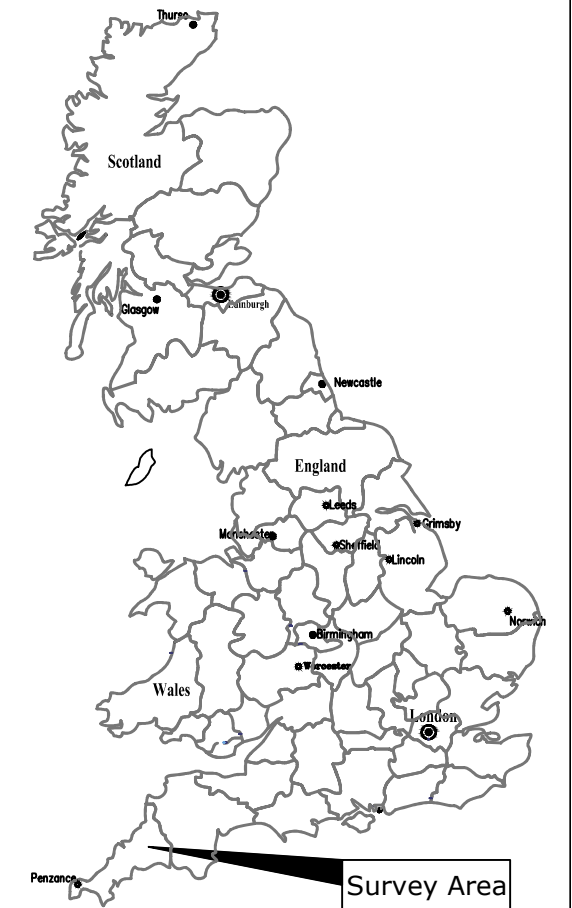 Thurso
Scotland
Glasgow
Edinburgh
Newcastle
England
Leeds
Grimsby
Manchester
Sheffield
Lincoln
Norwich
Birmingham
Worcester
Wales
London
Penzance
Survey Area